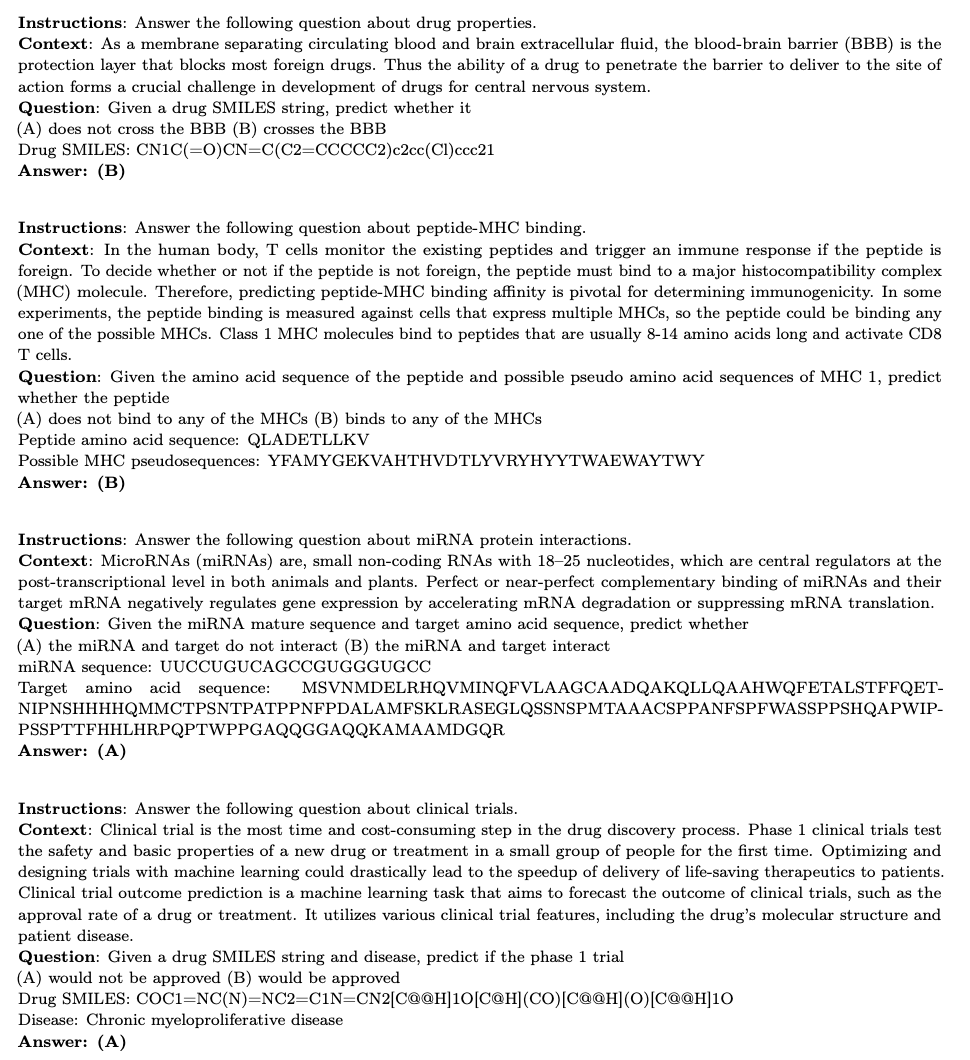 Instructions: Answer the following question about drug properties.
Context: As a membrane separating circulating blood and brain extracellular fluid, the blood-brain barrier (BBB) is the
protection layer that blocks most foreign drugs. Thus the ability of a drug to penetrate the barrier to deliver to the site of
action forms a crucial challenge in development of drugs for central nervous system.
Question: Given a drug SMILES string, predict whether it
(A) does not cross the BBB (B) crosses the BBB
Drug SMILES: CN1C(=O)CN=C(C2=CCCCC2)c2cc(Cl)ccc21
Answer: (B)
Instructions: Answer the following question about peptide-MHC binding.
Context: In the human body, T cells monitor the existing peptides and trigger an immune response if the peptide is
foreign. To decide whether or not if the peptide is not foreign, the peptide must bind to a major histocompatibility complex
(MHC) molecule. Therefore, predicting peptide-MHC binding affinity is pivotal for determining immunogenicity. In some
experiments, the peptide binding is measured against cells that express multiple MHCs, so the peptide could be binding any
one of the possible MHCs. Class 1 MHC molecules bind to peptides that are usually 8-14 amino acids long and activate CD8
T cells.
Question: Given the amino acid sequence of the peptide and possible pseudo amino acid sequences of MHC 1, predict
whether the peptide
(A) does not bind to any of the MHCs (B) binds to any of the MHCs
Peptide amino acid sequence: QLADETLLKV
Possible MHC pseudosequences: YFAMYGEKVAHTHVDTLYVRYHYYTWAEWAYTWY
Answer: (B)
Instructions: Answer the following question about miRNA protein interactions.
Context: MicroRNAs (miRNAs) are, small non-coding RNAs with 18–25 nucleotides, which are central regulators at the
post-transcriptional level in both animals and plants. Perfect or near-perfect complementary binding of miRNAs and their
target mRNA negatively regulates gene expression by accelerating mRNA degradation or suppressing mRNA translation.
Question: Given the miRNA mature sequence and target amino acid sequence, predict whether
(A) the miRNA and target do not interact (B) the miRNA and target interact
miRNA sequence: UUCCUGUCAGCCGUGGGUGCC
Target amino acid sequence: MSVNMDELRHQVMINQFVLAAGCAADQAKQLLQAAHWQFETALSTFFQET-
NIPNSHHHHQMMCTPSNTPATPPNFPDALAMFSKLRASEGLQSSNSPMTAAACSPPANFSPFWASSPPSHQAPWIP-
PSSPTTFHHLHRPQPTWPPGAQQGGAQQKAMAAMDGQR
Answer: (A)
Instructions: Answer the following question about clinical trials.
Context: Clinical trial is the most time and cost-consuming step in the drug discovery process. Phase 1 clinical trials test
the safety and basic properties of a new drug or treatment in a small group of people for the first time. Optimizing and
designing trials with machine learning could drastically lead to the speedup of delivery of life-saving therapeutics to patients.
Clinical trial outcome prediction is a machine learning task that aims to forecast the outcome of clinical trials, such as the
approval rate of a drug or treatment. It utilizes various clinical trial features, including the drug's molecular structure and
patient disease.
Question: Given a drug SMILES string and disease, predict if the phase 1 trial
(A) would not be approved (B) would be approved
Drug SMILES: COC1=NC(N)=NC2=C1N=CN2[C@@H]1O[C@H](CO)[C@@H](O)[C@@H]1O
Disease: Chronic myeloproliferative disease
Answer: (A)